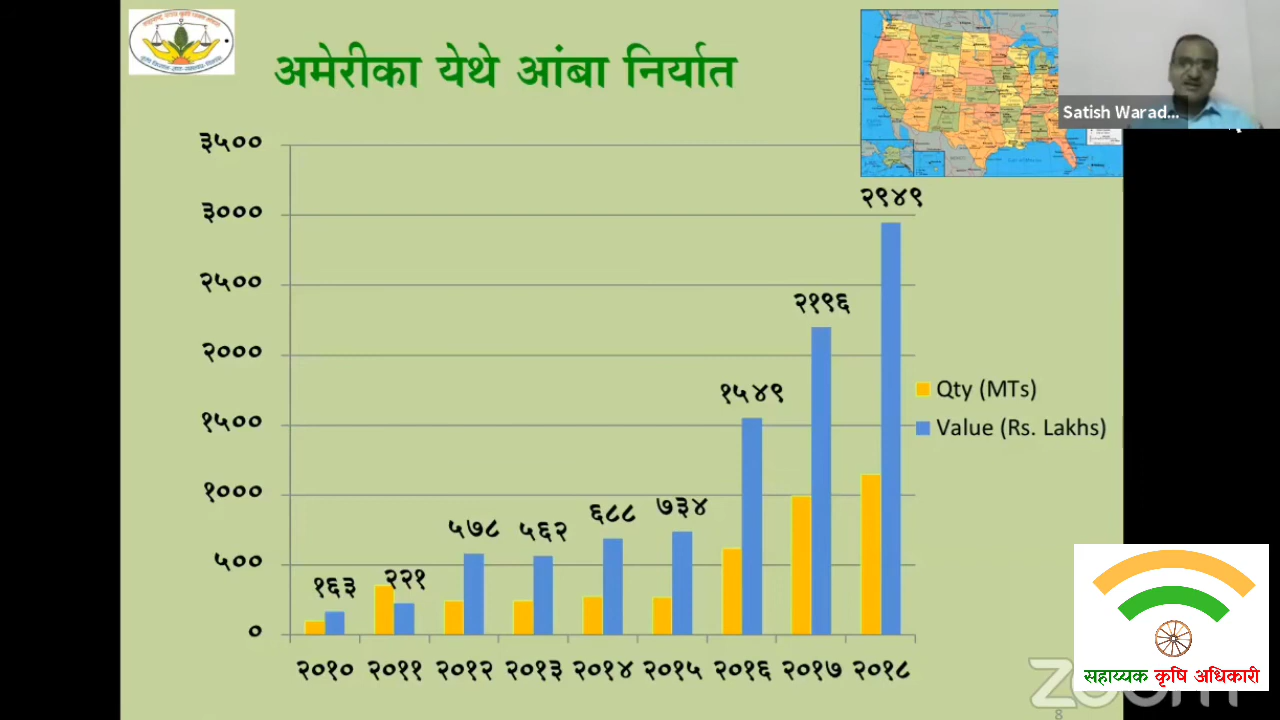 अमेरीका येथे आंबा निर्यात
Satish Warad...
३५००
३०००
२५००
२०००
१५००
१०००
५००
०
१६३
२२१
५७८
५६२
६८८
७३४
१५४९
२१९६
२९४९
Qty (MTs)
Value (Rs. Lakhs)
२०१० २०११ २०१२ २०१३ २०१४ २०१५ २०१६ २०१७ २०१८
सहाय्यक कृषि अधिकारी
zoom
8